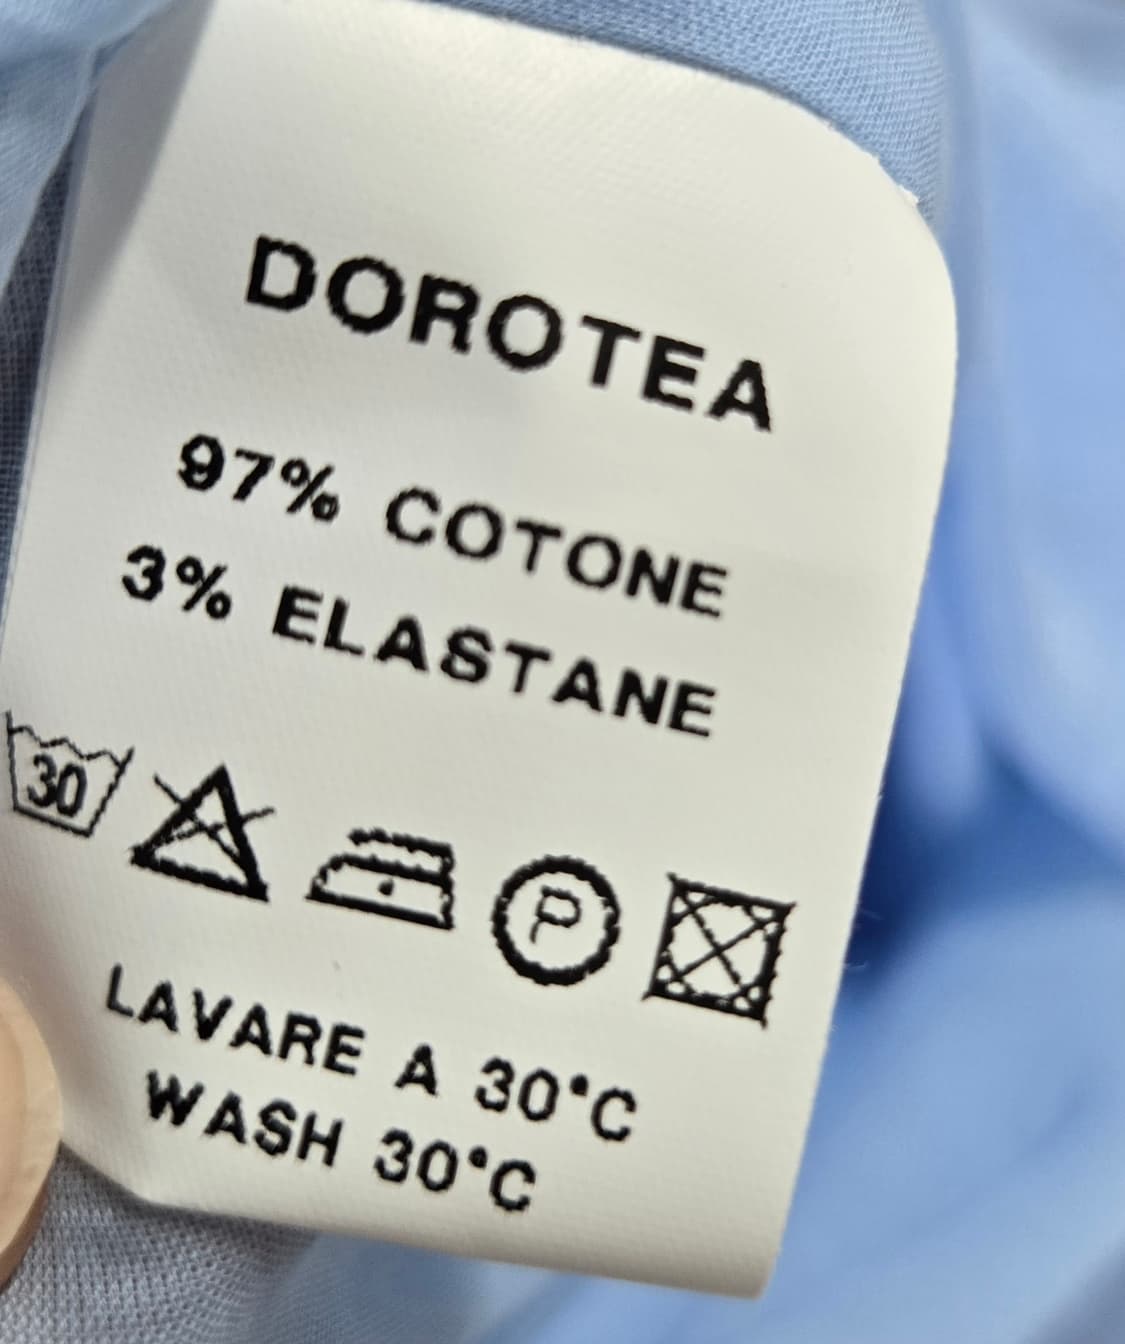 DOROTEA
97% COTONE
3% ELASTANE
30 P
LAVARE A 30°C
WASH 30°C